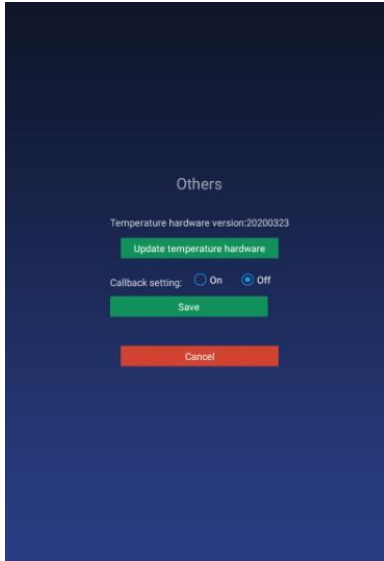 Others
Temperature hardware version:20200323
Update temperature hardware
Callback setting: On Off
Save
Cancel